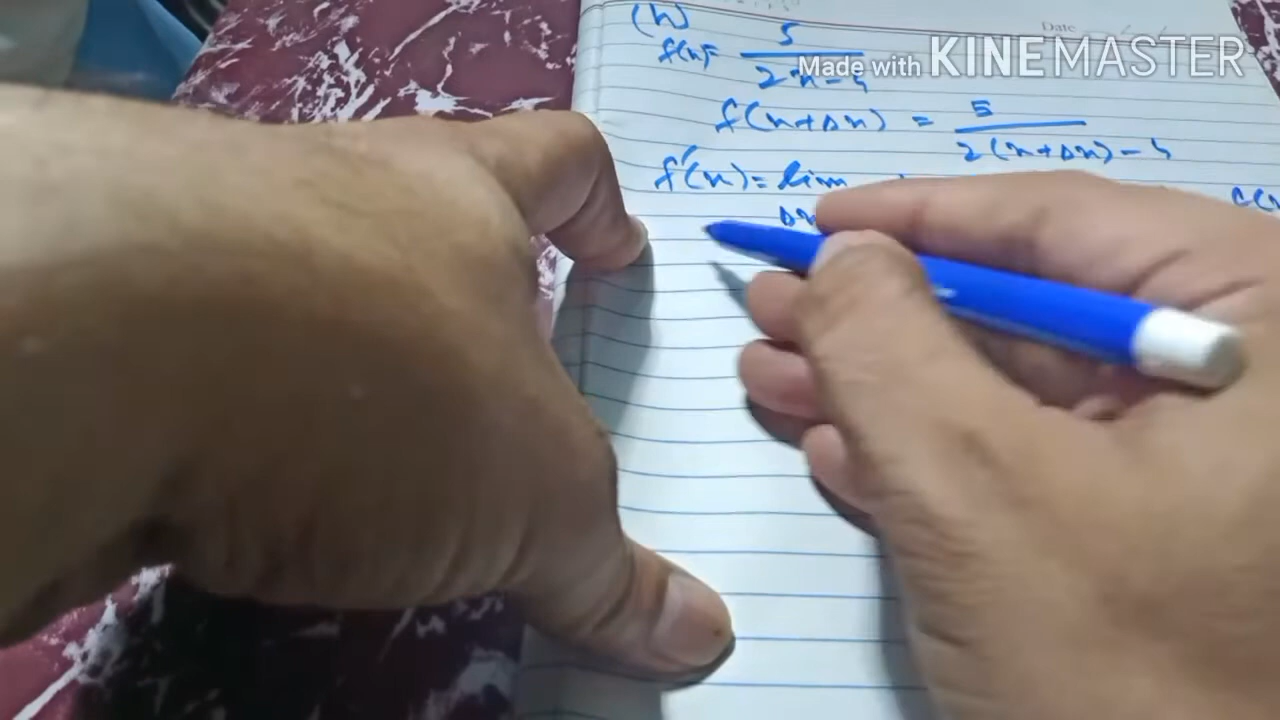 (h)
f(x) = 5 / 2x-4
Date
Made with KINEMASTER
f(x+Δx) = 5 / 2(x+Δx)-4
f'(x) = lim
Δx